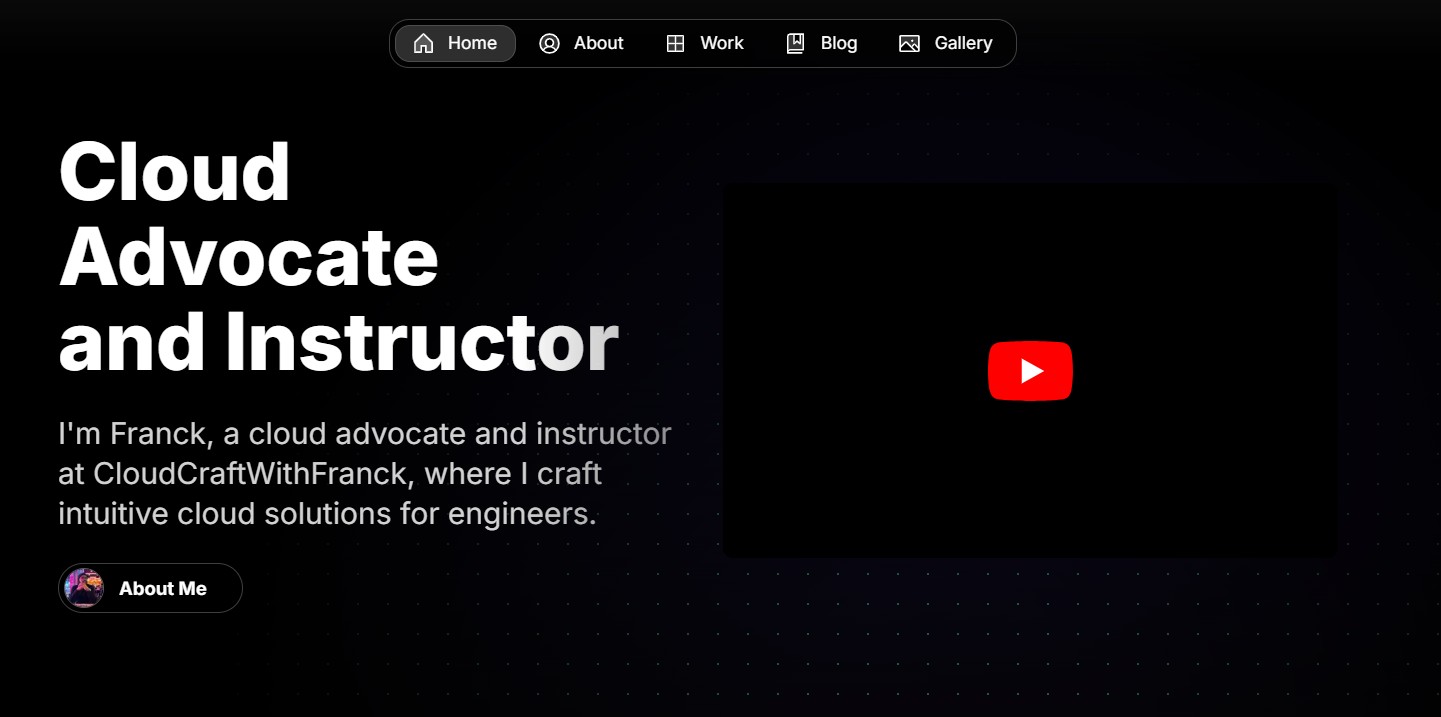 Home
About
Work
Blog
Gallery
Cloud
Advocate
and Instructor
I'm Franck, a cloud advocate and instructor
at CloudCraftWithFranck, where I craft
intuitive cloud solutions for engineers.
About Me